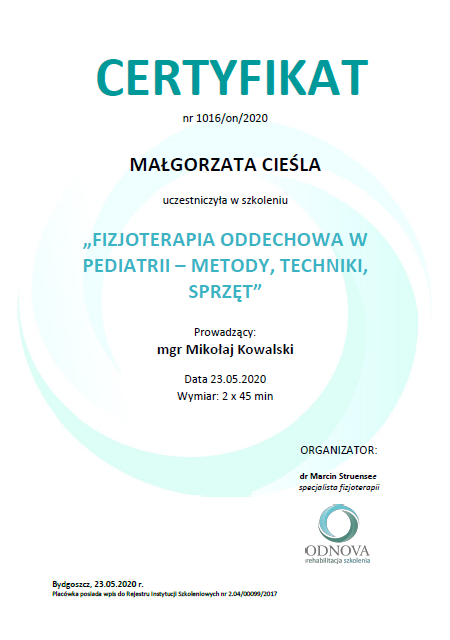 CERTYFIKAT
nr 1016/on/2020
MAŁGORZATA CIEŚLA
uczestniczyła w szkoleniu
„FIZJOTERAPIA ODDECHOWA W
PEDIATRII – METODY, TECHNIKI,
SPRZĘT”
Prowadzący:
mgr Mikołaj Kowalski
Data 23.05.2020
Wymiar: 2 x 45 min
ORGANIZATOR:
dr Marcin Struensee
specjalista fizjoterapii
ODNOVA
rehabilitacja szkolenia
Bydgoszcz, 23.05.2020 r.
Placówka posiada wpis do Rejestru Instytucji Szkoleniowych nr 2.04/00099/2017